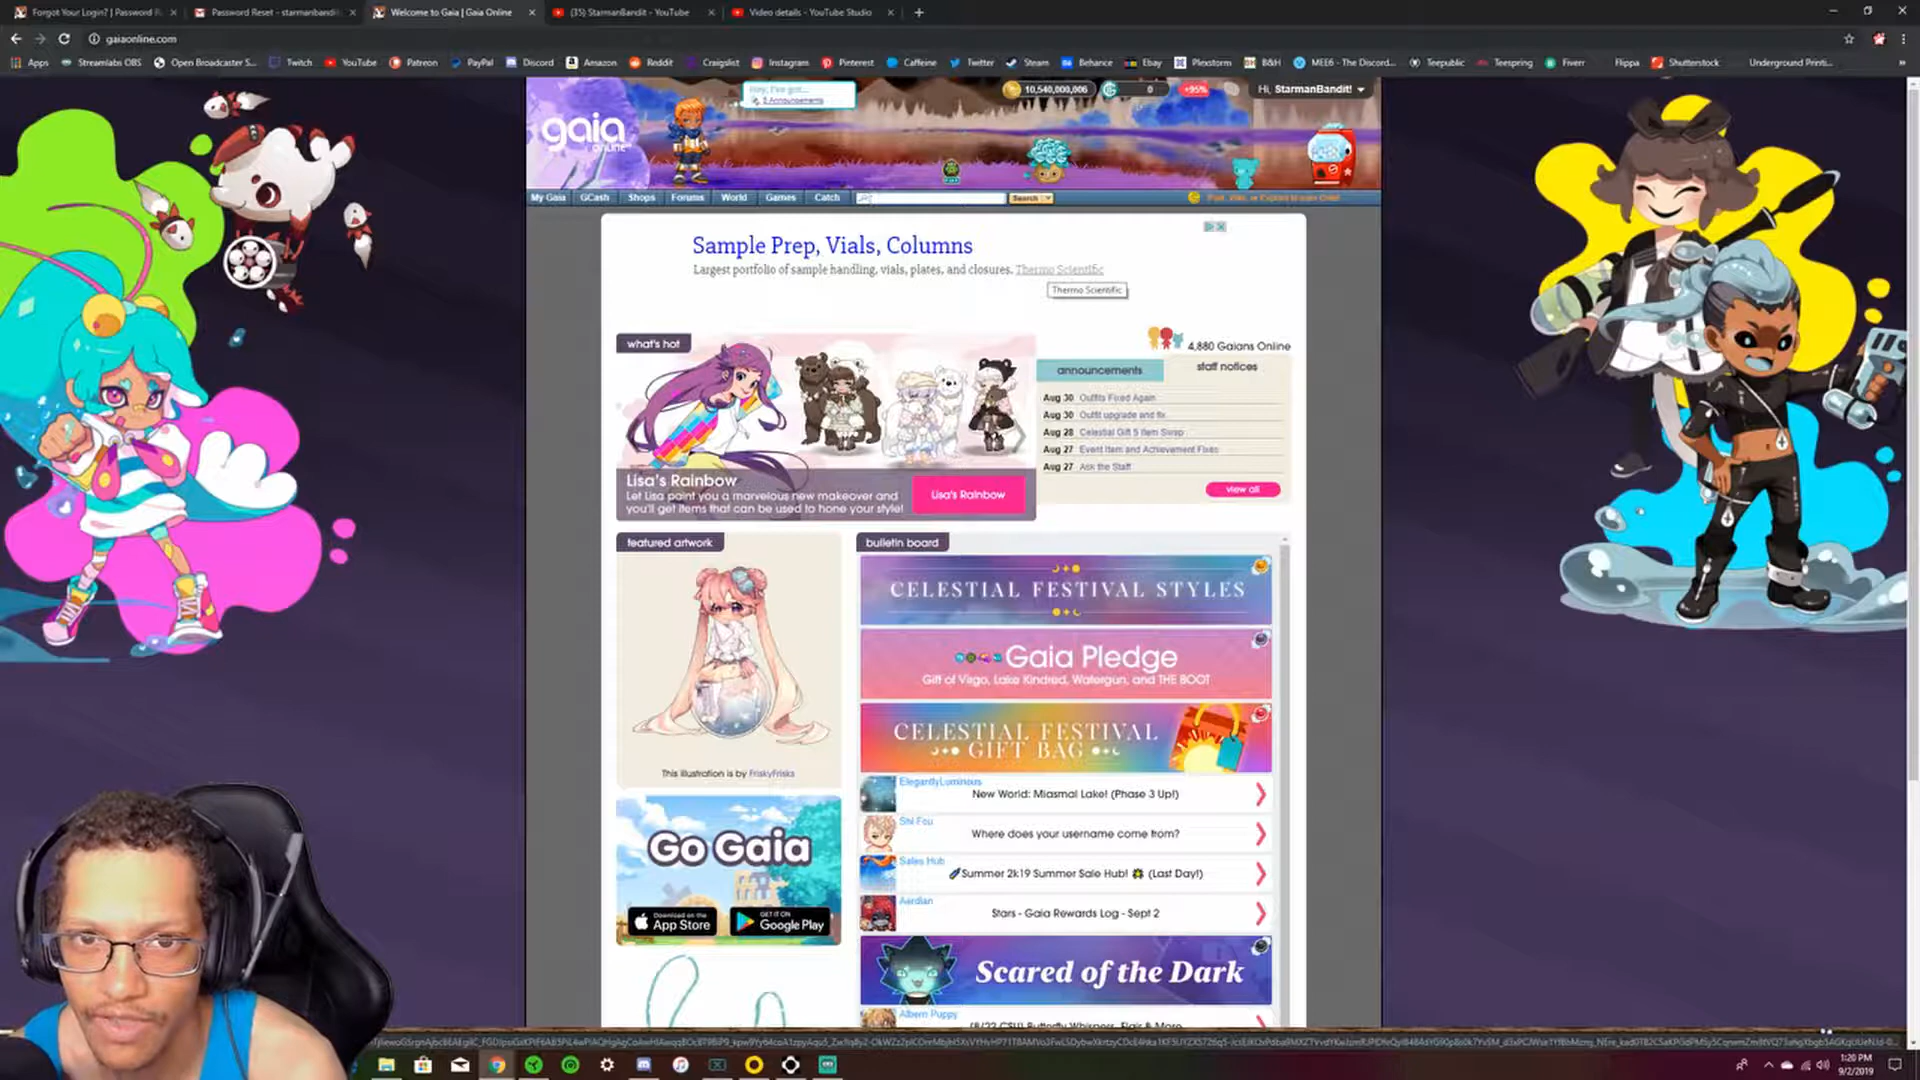 Forgot Your Login? | Password R
Password Reset - starmanbandit
Welcome to Gaia | Gaia Online
(35) StarmanBandit - YouTube
Video details - YouTube Studio
gaiaonline.com
Apps
Streamlabs OBS
Open Broadcaster S...
Twitch
YouTube
Patreon
PayPal
Discord
Amazon
Reddit
Craigslist
Instagram
Pinterest
Caffeine
Twitter
Steam
Behance
Ebay
Plexstorm
B&H
MEE6 - The Discord...
Teepublic
Teespring
Fiverr
Flippa
Shutterstock
Underground Printi...
Hey, I've got...
2 Announcements
10,540,000,006
0
+95%
Hi, StarmanBandit!
gaia
ONLINE
My Gaia
GCash
Shops
Forums
World
Games
Catch
Search
Sample Prep, Vials, Columns
Largest portfolio of sample handling, vials, plates, and closures. Thermo Scientific
Thermo Scientific
what's hot
4,880 Gaians Online
announcements
staff notices
Aug 30 Outfits Fixed Again
Aug 30 Outfit upgrade and fix
Aug 28 Celestial Gift 5 Item Swap
Aug 27 Event Item and Achievement Fixes
Aug 27 Ask the Staff
view all
Lisa's Rainbow
Let Lisa paint you a marvelous new makeover and
you'll get items that can be used to hone your style!
Lisa's Rainbow
featured artwork
This illustration is by FriskyFrisks
bulletin board
CELESTIAL FESTIVAL STYLES
Gaia Pledge
Gift of Virgo, Lake Kindred, Watergun, and THE BOOT
CELESTIAL FESTIVAL
GIFT BAG
ElegantlyLuminous
New World: Miasmal Lake! (Phase 3 Up!)
Shi Fou
Where does your username come from?
Sales Hub
Summer 2k19 Summer Sale Hub! (Last Day!)
Aerdian
Stars - Gaia Rewards Log - Sept 2
Scared of the Dark
Albern Puppy
Go Gaia
Download on the
App Store
GET IT ON
Google Play
1:20 PM
9/2/2019